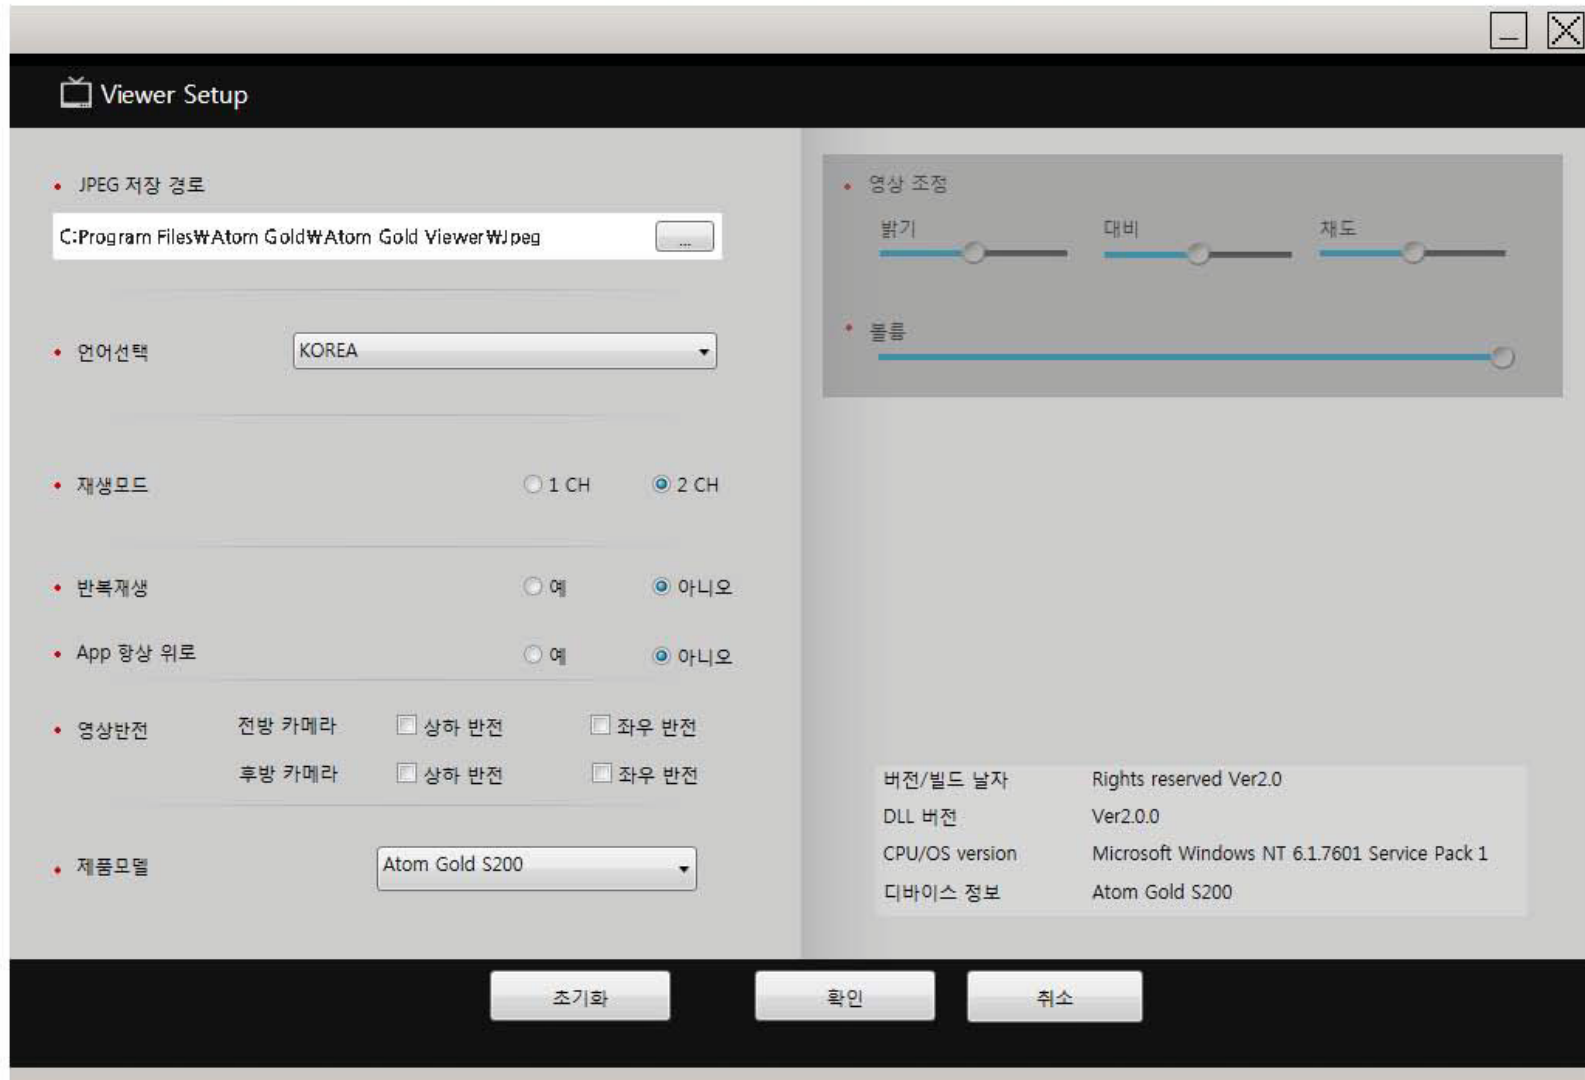 Viewer Setup
JPEG 저장 경로
C:Program Files₩Atom Gold₩Atom Gold Viewer₩Jpeg
...
언어선택 KOREA
재생모드 1 CH 2 CH
반복재생 예 아니오
App 항상 위로 예 아니오
영상반전 전방 카메라 상하 반전 좌우 반전
후방 카메라 상하 반전 좌우 반전
제품모델 Atom Gold S200
영상 조정
밝기 대비 채도
볼륨
버전/빌드 날자 Rights reserved Ver2.0
DLL 버전 Ver2.0.0
CPU/OS version Microsoft Windows NT 6.1.7601 Service Pack 1
디바이스 정보 Atom Gold S200
초기화 확인 취소